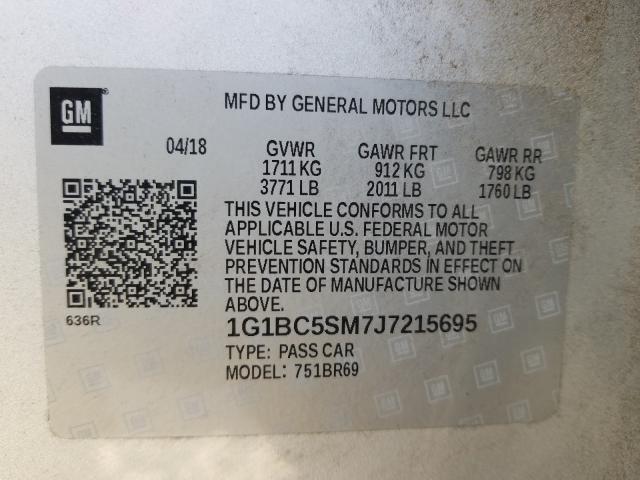 GM
®
MFD BY GENERAL MOTORS LLC
04/18 GVWR GAWR FRT GAWR RR
1711 KG 912 KG 798 KG
3771 LB 2011 LB 1760 LB
THIS VEHICLE CONFORMS TO ALL
APPLICABLE U.S. FEDERAL MOTOR
VEHICLE SAFETY, BUMPER, AND THEFT
PREVENTION STANDARDS IN EFFECT ON
THE DATE OF MANUFACTURE SHOWN
ABOVE.
636R
1G1BC5SM7J7215695
TYPE: PASS CAR
MODEL: 751BR69